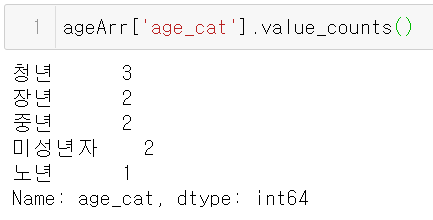 1 ageArr['age_cat'].value_counts()
청년 3
장년 2
중년 2
미성년자 2
노년 1
Name: age_cat, dtype: int64